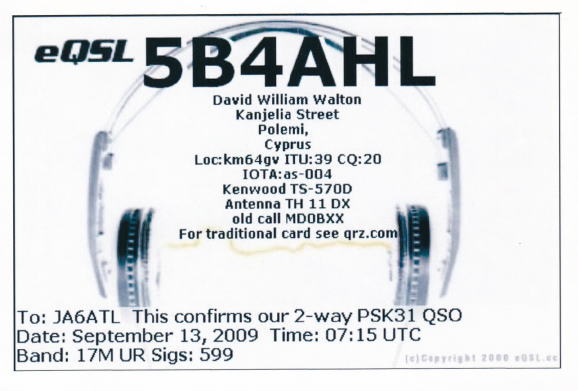 eQSL 5B4AHL
David William Walton
Kanjelia Street
Polemi,
Cyprus
Loc:km64gv ITU:39 CQ:20
IOTA:as-004
Kenwood TS-570D
Antenna TH 11 DX
old call MD0BXX
For traditional card see qrz.com
To: JA6ATL This confirms our 2-way PSK31 QSO
Date: September 13, 2009 Time: 07:15 UTC
Band: 17M UR Sigs: 599
(c)Copyright 2000 eQSL.cc